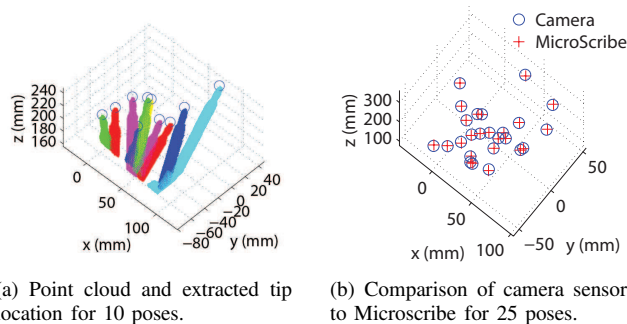 Camera
MicroScribe
z (mm)
240
220
200
180
160
0
50
100
x (mm)
−80
−60
−40
−20
0
20
40
y (mm)
z (mm)
300
200
100
0
50
100
x (mm)
−50
0
50
y (mm)
(a) Point cloud and extracted tip
location for 10 poses.
(b) Comparison of camera sensor
to Microscribe for 25 poses.